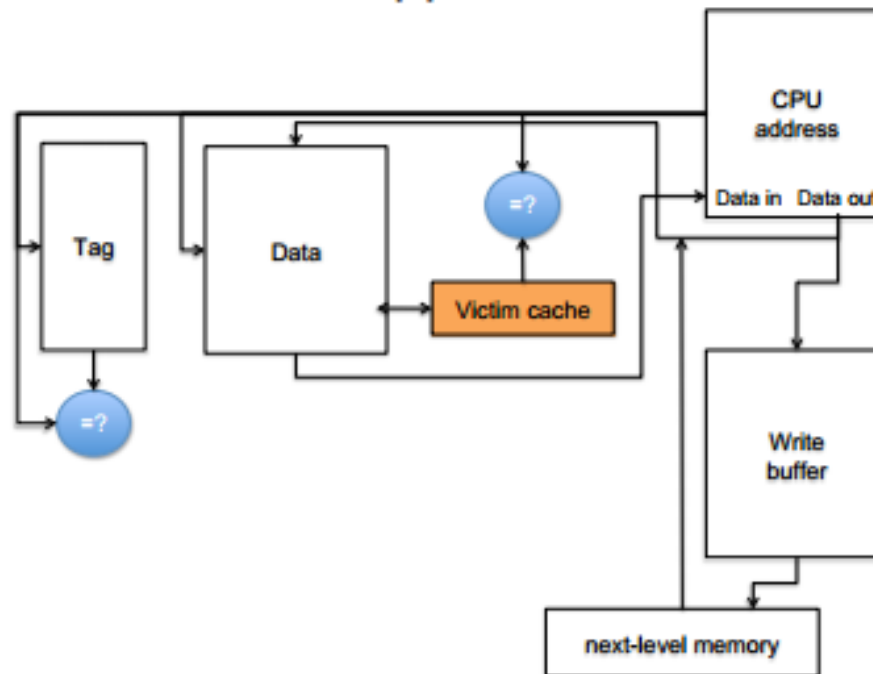 CPU
address
Data in Data out
=?
Tag
Data
Victim cache
=?
Write
buffer
next-level memory